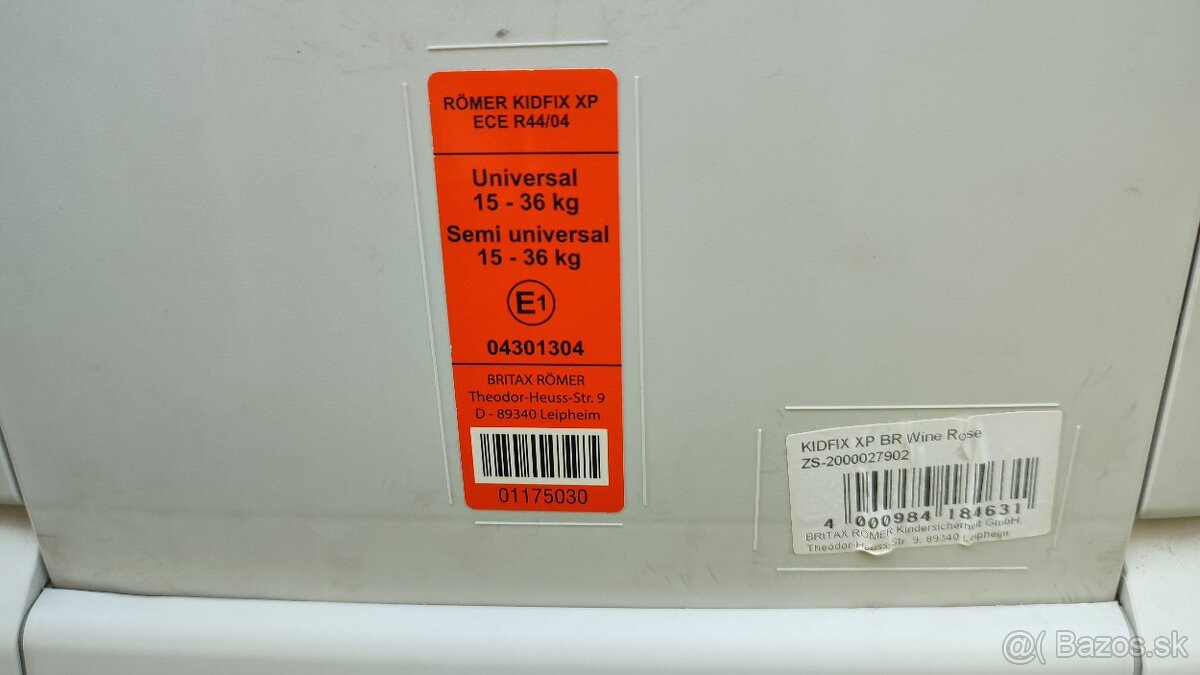 RÖMER KIDFIX XP
ECE R44/04
Universal
15 - 36 kg
Semi universal
15 - 36 kg
E1
04301304
BRITAX RÖMER
Theodor-Heuss-Str. 9
D - 89340 Leipheim
01175030
KIDFIX XP BR Wine Rose
ZS-2000027902
4 000984 184631
BRITAX RÖMER Kindersicherheit GmbH.
Theodor-Heuss-Str. 9, 89340 Leipheim
@( Bazos.sk